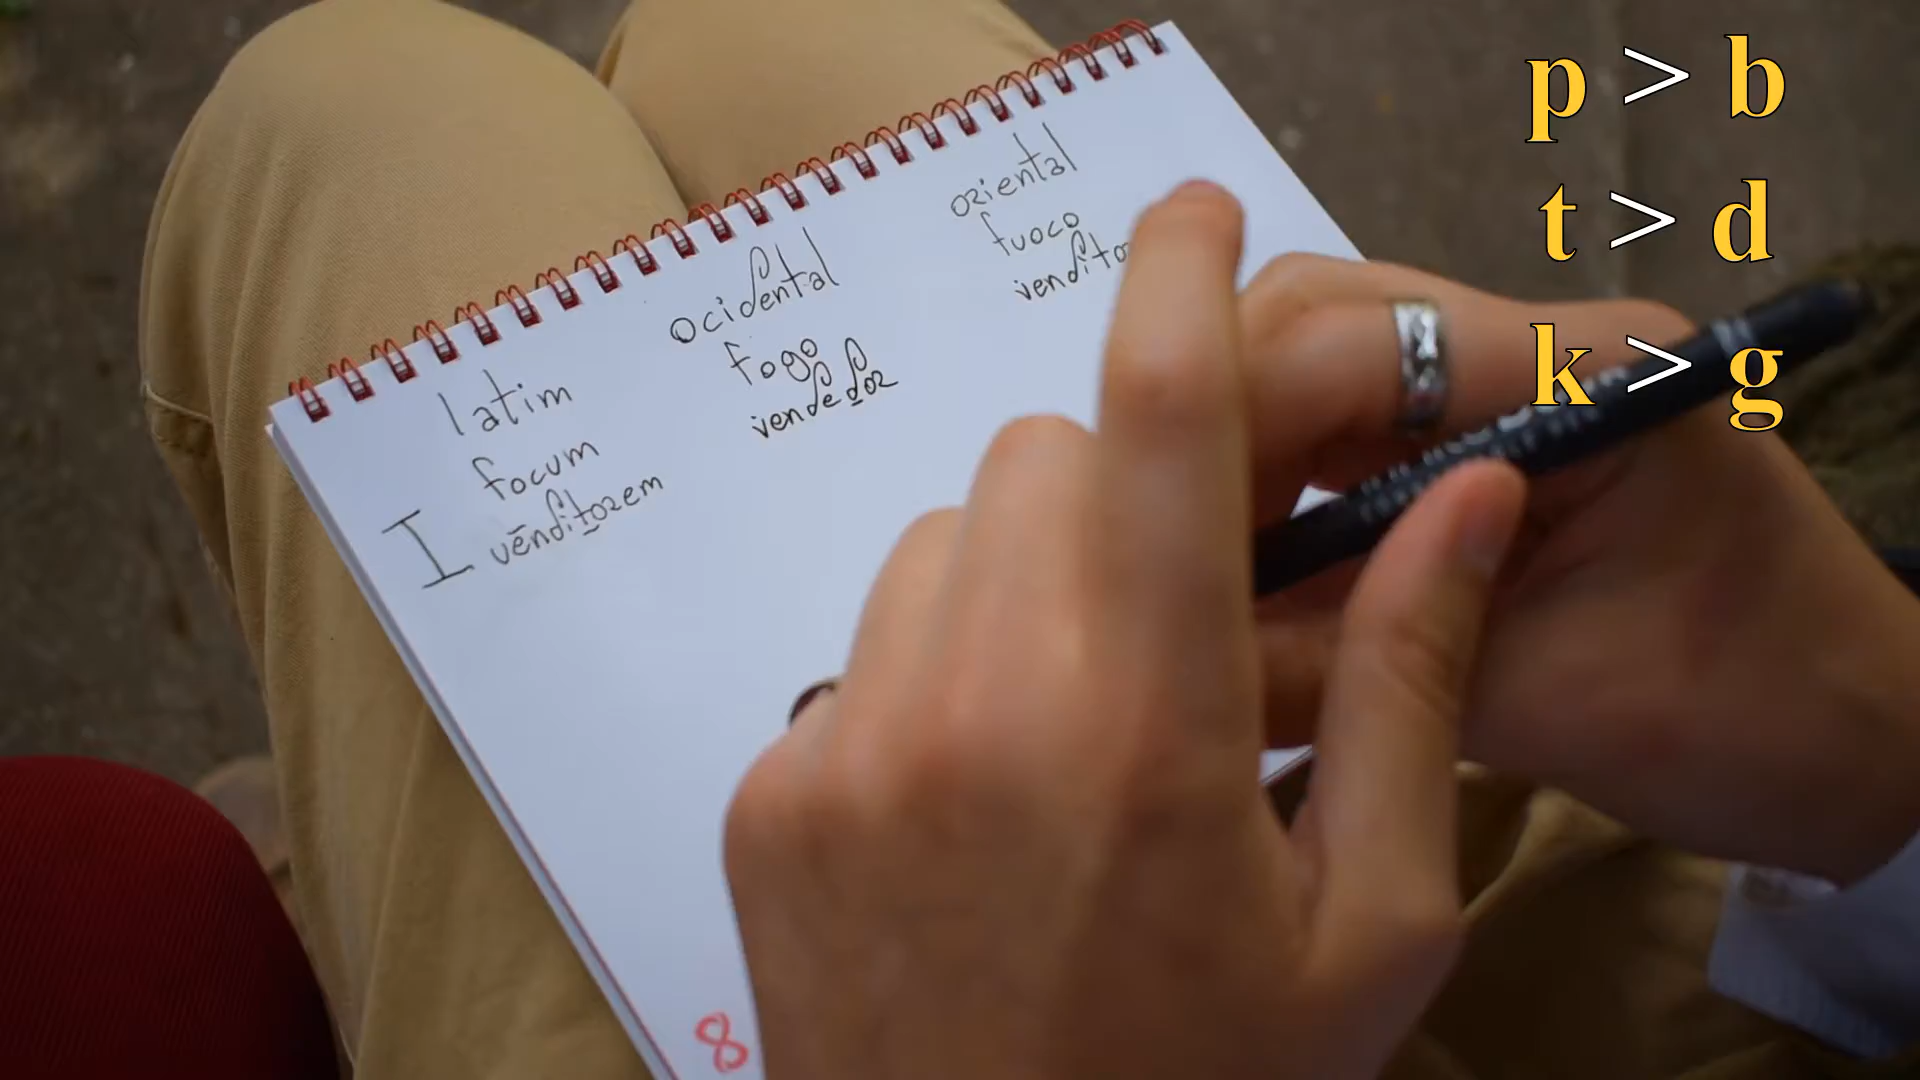 latim
focum
I vēnditorem
ocidental
fogo
vendedor
oriental
fuoco
p > b
t > d
k > g
8